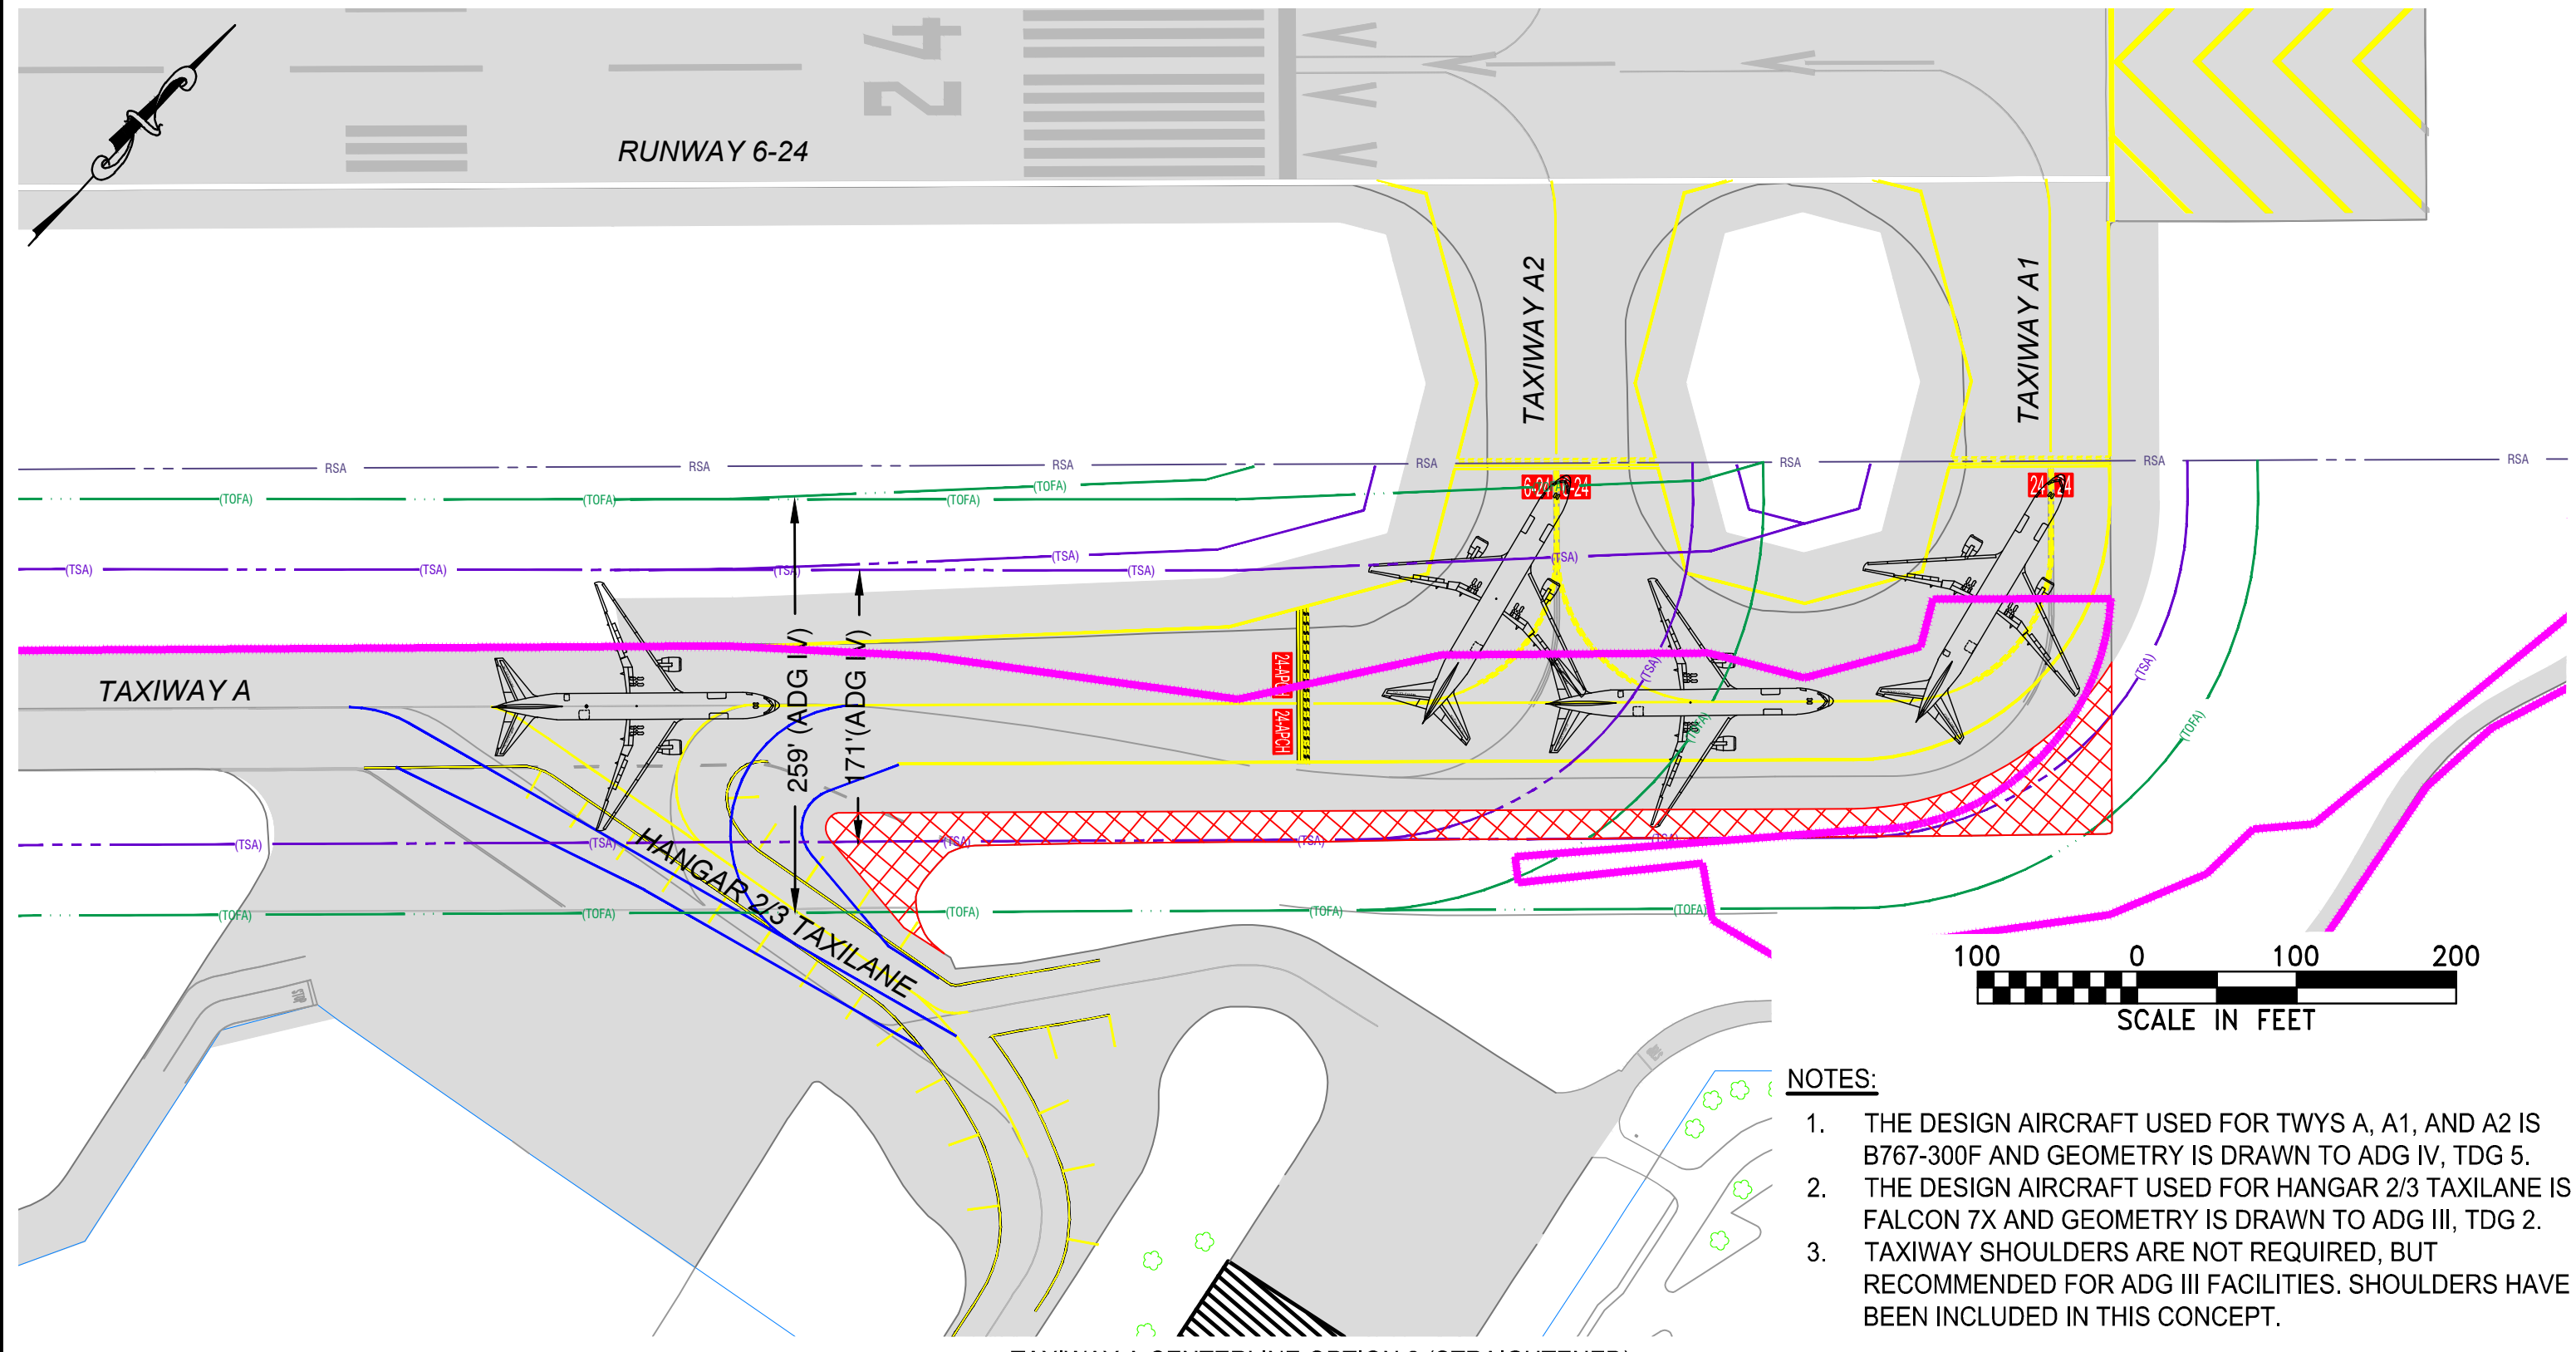 24
RUNWAY 6-24
TAXIWAY A2
TAXIWAY A1
RSA
RSA
RSA
RSA
RSA
RSA
RSA
(TOFA)
(TOFA)
(TOFA)
(TOFA)
6-24
24
24
(TSA)
(TSA)
(TSA)
(TSA)
(TSA)
(TSA)
259' (ADG IV)
171'(ADG IV)
24-APCH
24-APCH
(TSA)
(TSA)
(TOFA)
(TOFA)
TAXIWAY A
(TSA)
(TSA)
(TSA)
(TSA)
(TSA)
HANGAR 2/3 TAXILANE
(TOFA)
(TOFA)
(TOFA)
(TOFA)
(TOFA)
100 0 100 200
SCALE IN FEET
NOTES:
1. THE DESIGN AIRCRAFT USED FOR TWYS A, A1, AND A2 IS
B767-300F AND GEOMETRY IS DRAWN TO ADG IV, TDG 5.
2. THE DESIGN AIRCRAFT USED FOR HANGAR 2/3 TAXILANE IS
FALCON 7X AND GEOMETRY IS DRAWN TO ADG III, TDG 2.
3. TAXIWAY SHOULDERS ARE NOT REQUIRED, BUT
RECOMMENDED FOR ADG III FACILITIES. SHOULDERS HAVE
BEEN INCLUDED IN THIS CONCEPT.